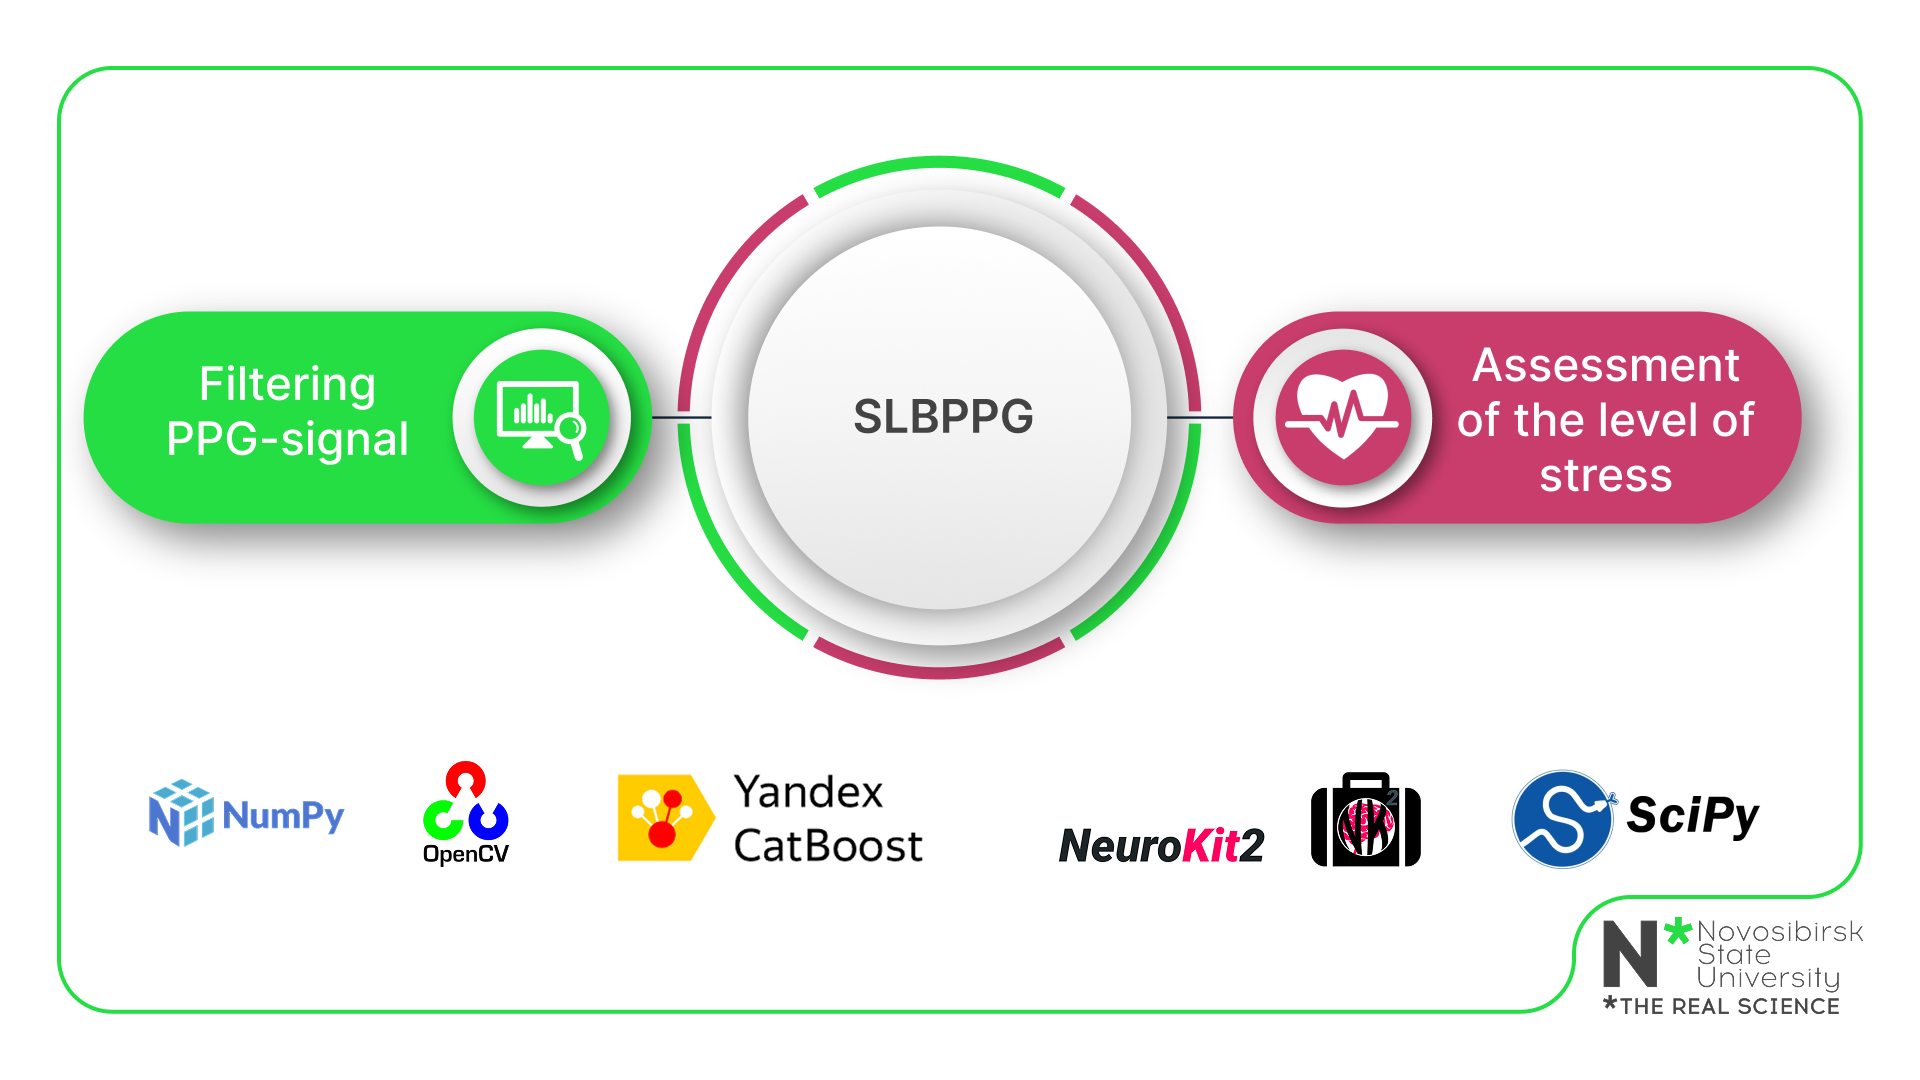 Filtering
PPG-signal
SLBPPG
Assessment
of the level of
stress
NumPy
OpenCV
Yandex
CatBoost
NeuroKit2
NK2
SciPy
N*
Novosibirsk
State
University
*THE REAL SCIENCE